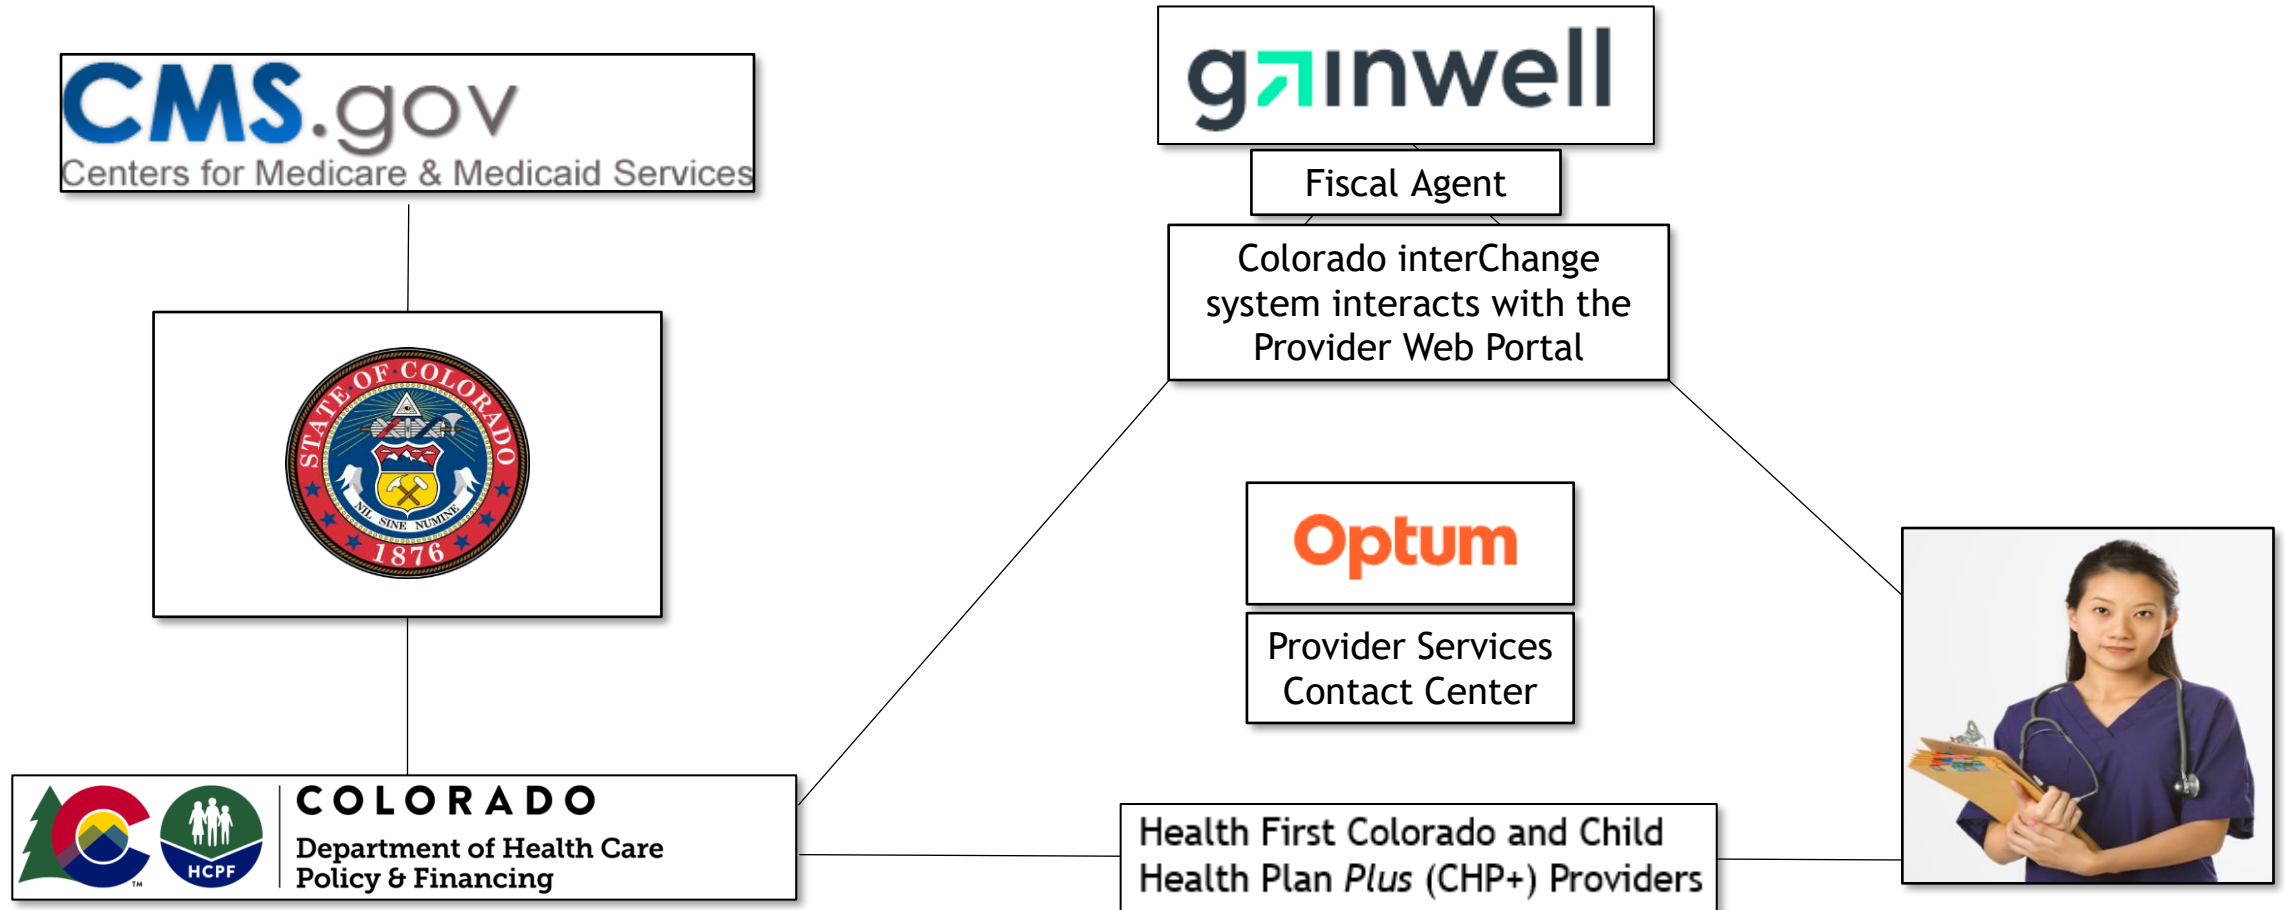 CMS.gov
Centers for Medicare & Medicaid Services
gainwell
Fiscal Agent
Colorado interChange
system interacts with the
Provider Web Portal
STATE OF COLORADO
NIL SINE NUMINE
1876
Optum
Provider Services
Contact Center
HCPF
TM
COLORADO
Department of Health Care
Policy & Financing
Health First Colorado and Child
Health Plan Plus (CHP+) Providers